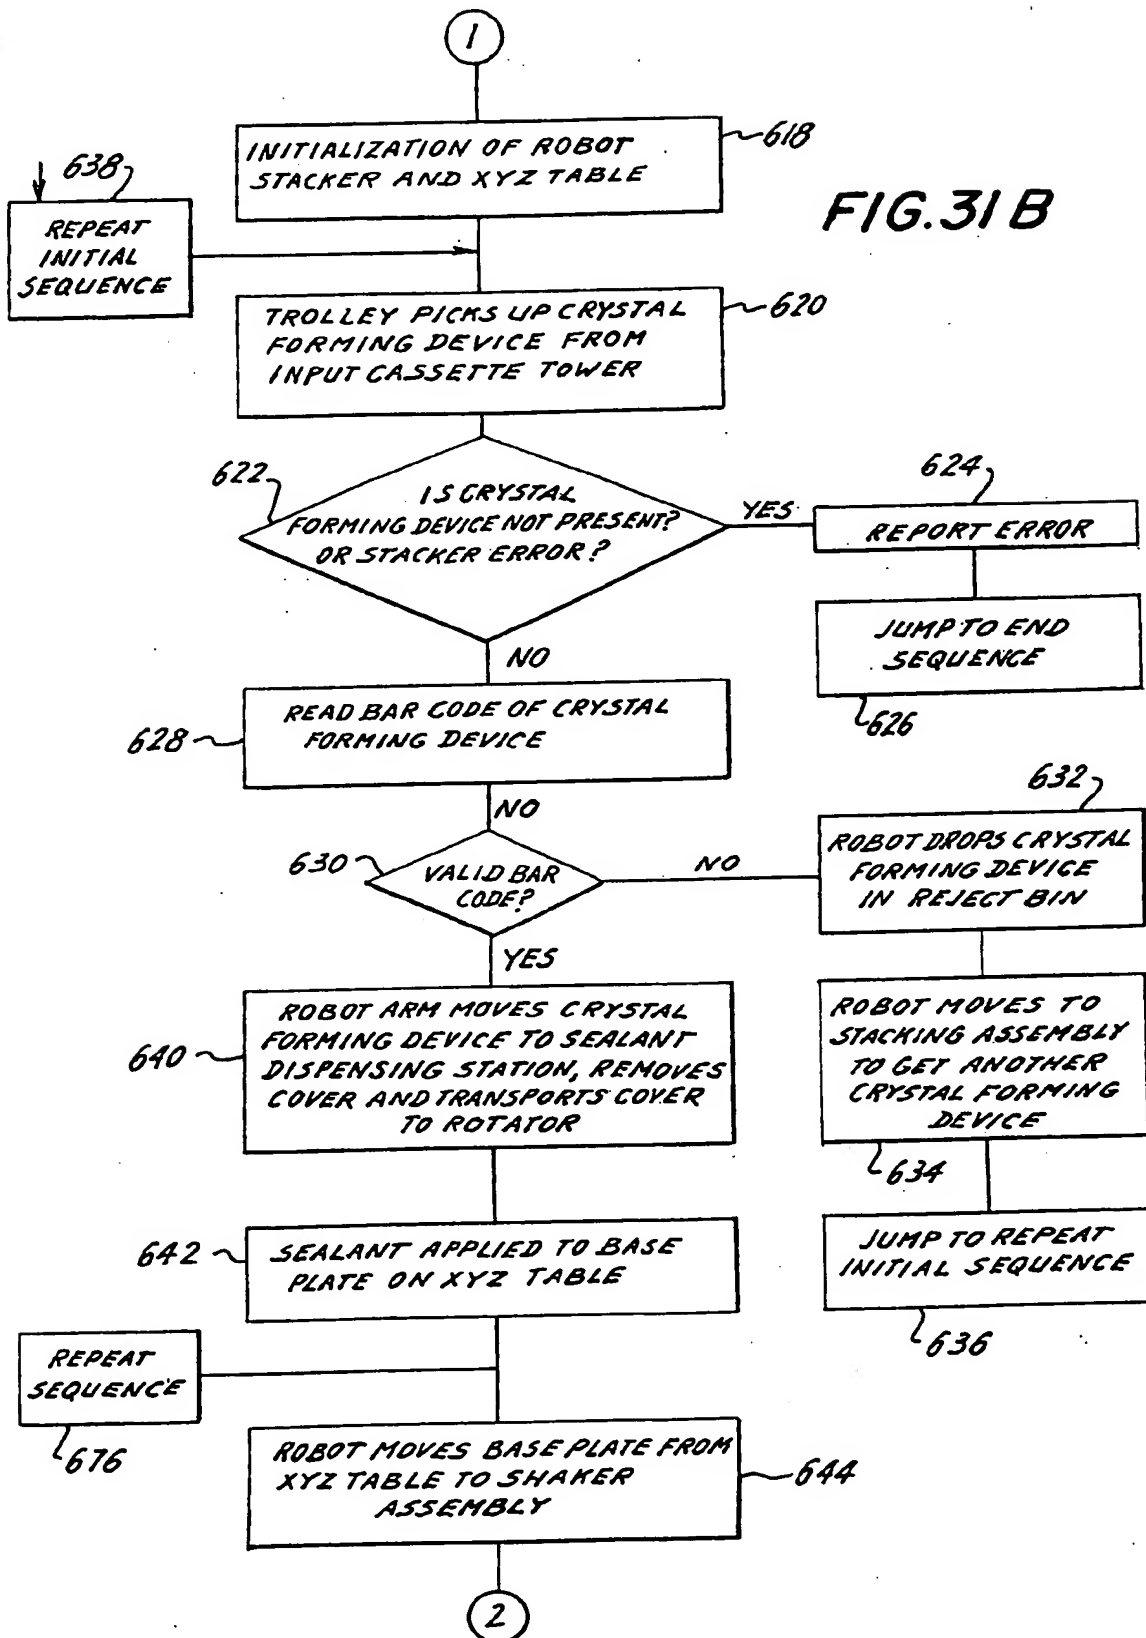 1
INITIALIZATION OF ROBOT
STACKER AND XYZ TABLE
618
FIG. 31B
638
REPEAT
INITIAL
SEQUENCE
TROLLEY PICKS UP CRYSTAL
FORMING DEVICE FROM
INPUT CASSETTE TOWER
620
622
IS CRYSTAL
FORMING DEVICE NOT PRESENT?
OR STACKER ERROR?
YES
624
REPORT ERROR
JUMP TO END
SEQUENCE
626
NO
READ BAR CODE OF CRYSTAL
FORMING DEVICE
628
NO
630
VALID BAR
CODE?
NO
632
ROBOT DROPS CRYSTAL
FORMING DEVICE
IN REJECT BIN
YES
640
ROBOT ARM MOVES CRYSTAL
FORMING DEVICE TO SEALANT
DISPENSING STATION, REMOVES
COVER AND TRANSPORTS COVER
TO ROTATOR
ROBOT MOVES TO
STACKING ASSEMBLY
TO GET ANOTHER
CRYSTAL FORMING
DEVICE
634
642
SEALANT APPLIED TO BASE
PLATE ON XYZ TABLE
JUMP TO REPEAT
INITIAL SEQUENCE
636
REPEAT
SEQUENCE
676
ROBOT MOVES BASE PLATE FROM
XYZ TABLE TO SHAKER
ASSEMBLY
644
2